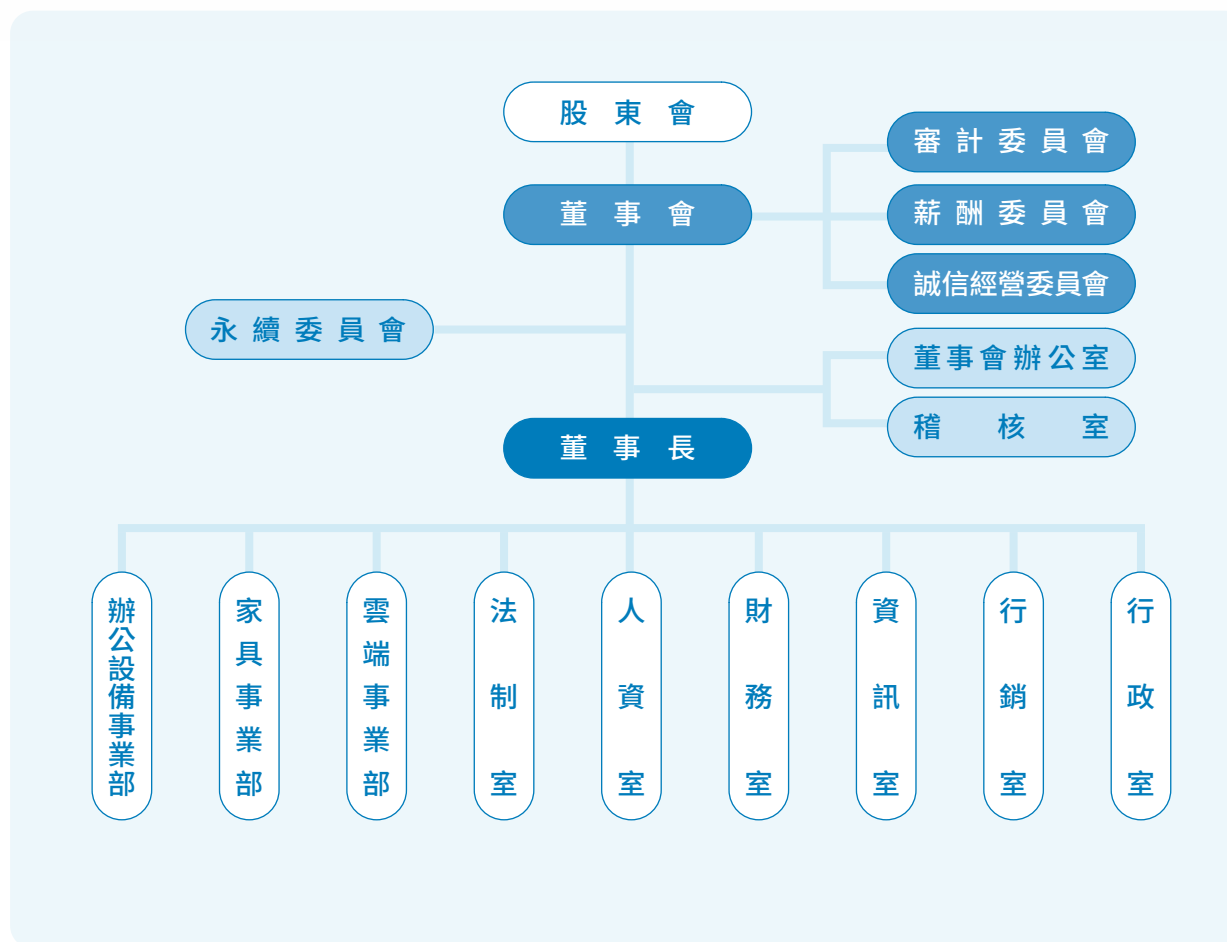 股東會
審計委員會
董事會
薪酬委員會
誠信經營委員會
永續委員會
董事會辦公室
稽核室
董事長
辦公設備事業部
家具事業部
雲端事業部
法制室
人資室
財務室
資訊室
行銷室
行政室